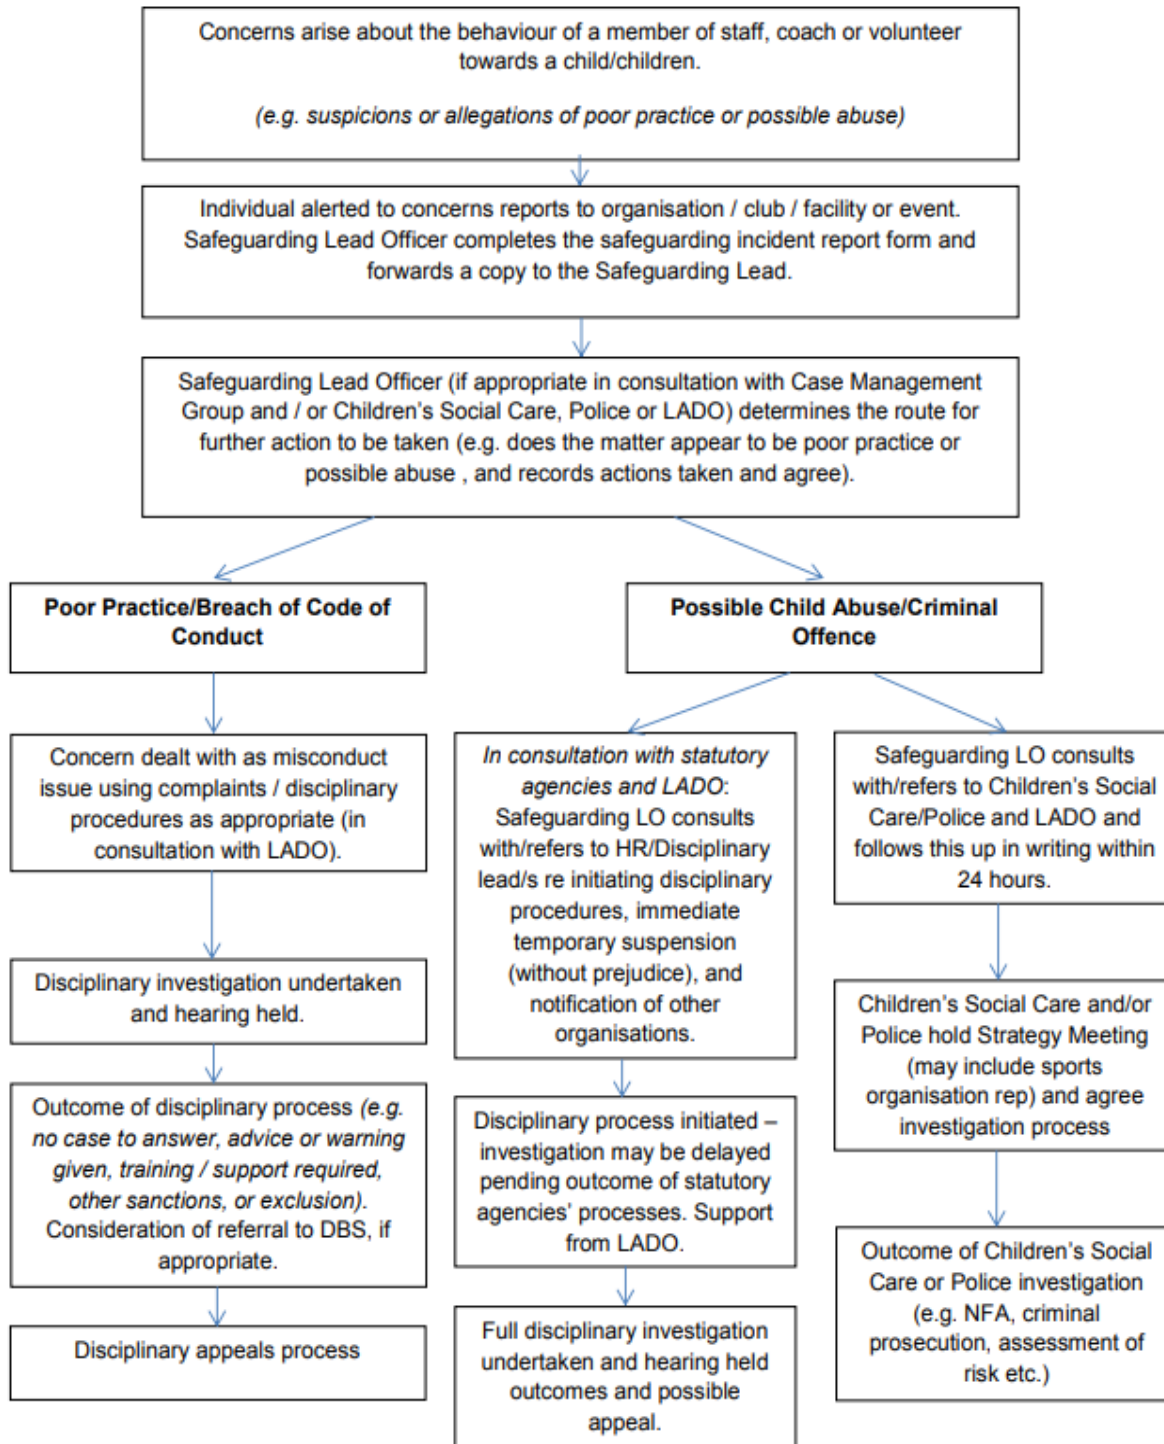 Concerns arise about the behaviour of a member of staff, coach or volunteer
towards a child/children.
(e.g. suspicions or allegations of poor practice or possible abuse)
Individual alerted to concerns reports to organisation / club / facility or event.
Safeguarding Lead Officer completes the safeguarding incident report form and
forwards a copy to the Safeguarding Lead.
Safeguarding Lead Officer (if appropriate in consultation with Case Management
Group and / or Children's Social Care, Police or LADO) determines the route for
further action to be taken (e.g. does the matter appear to be poor practice or
possible abuse , and records actions taken and agree).
Poor Practice/Breach of Code of
Conduct
Concern dealt with as misconduct
issue using complaints / disciplinary
procedures as appropriate (in
consultation with LADO).
Disciplinary investigation undertaken
and hearing held.
Outcome of disciplinary process (e.g.
no case to answer, advice or warning
given, training / support required,
other sanctions, or exclusion).
Consideration of referral to DBS, if
appropriate.
Disciplinary appeals process
Possible Child Abuse/Criminal
Offence
In consultation with statutory
agencies and LADO:
Safeguarding LO consults
with/refers to HR/Disciplinary
lead/s re initiating disciplinary
procedures, immediate
temporary suspension
(without prejudice), and
notification of other
organisations.
Disciplinary process initiated –
investigation may be delayed
pending outcome of statutory
agencies' processes. Support
from LADO.
Full disciplinary investigation
undertaken and hearing held
outcomes and possible
appeal.
Safeguarding LO consults
with/refers to Children's Social
Care/Police and LADO and
follows this up in writing within
24 hours.
Children's Social Care and/or
Police hold Strategy Meeting
(may include sports
organisation rep) and agree
investigation process
Outcome of Children's Social
Care or Police investigation
(e.g. NFA, criminal
prosecution, assessment of
risk etc.)